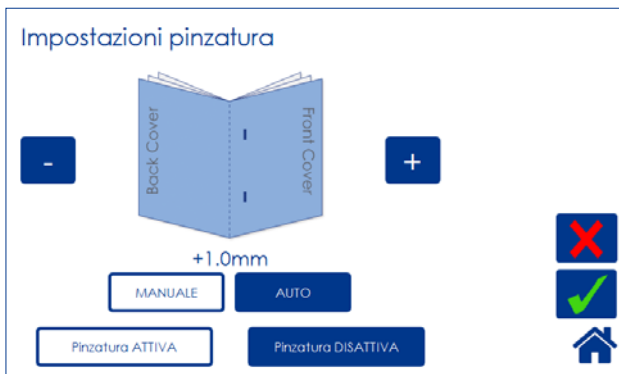 Impostazioni pinzatura
Back Cover
Front Cover
-
+
+1.0mm
MANUALE
AUTO
Pinzatura ATTIVA
Pinzatura DISATTIVA